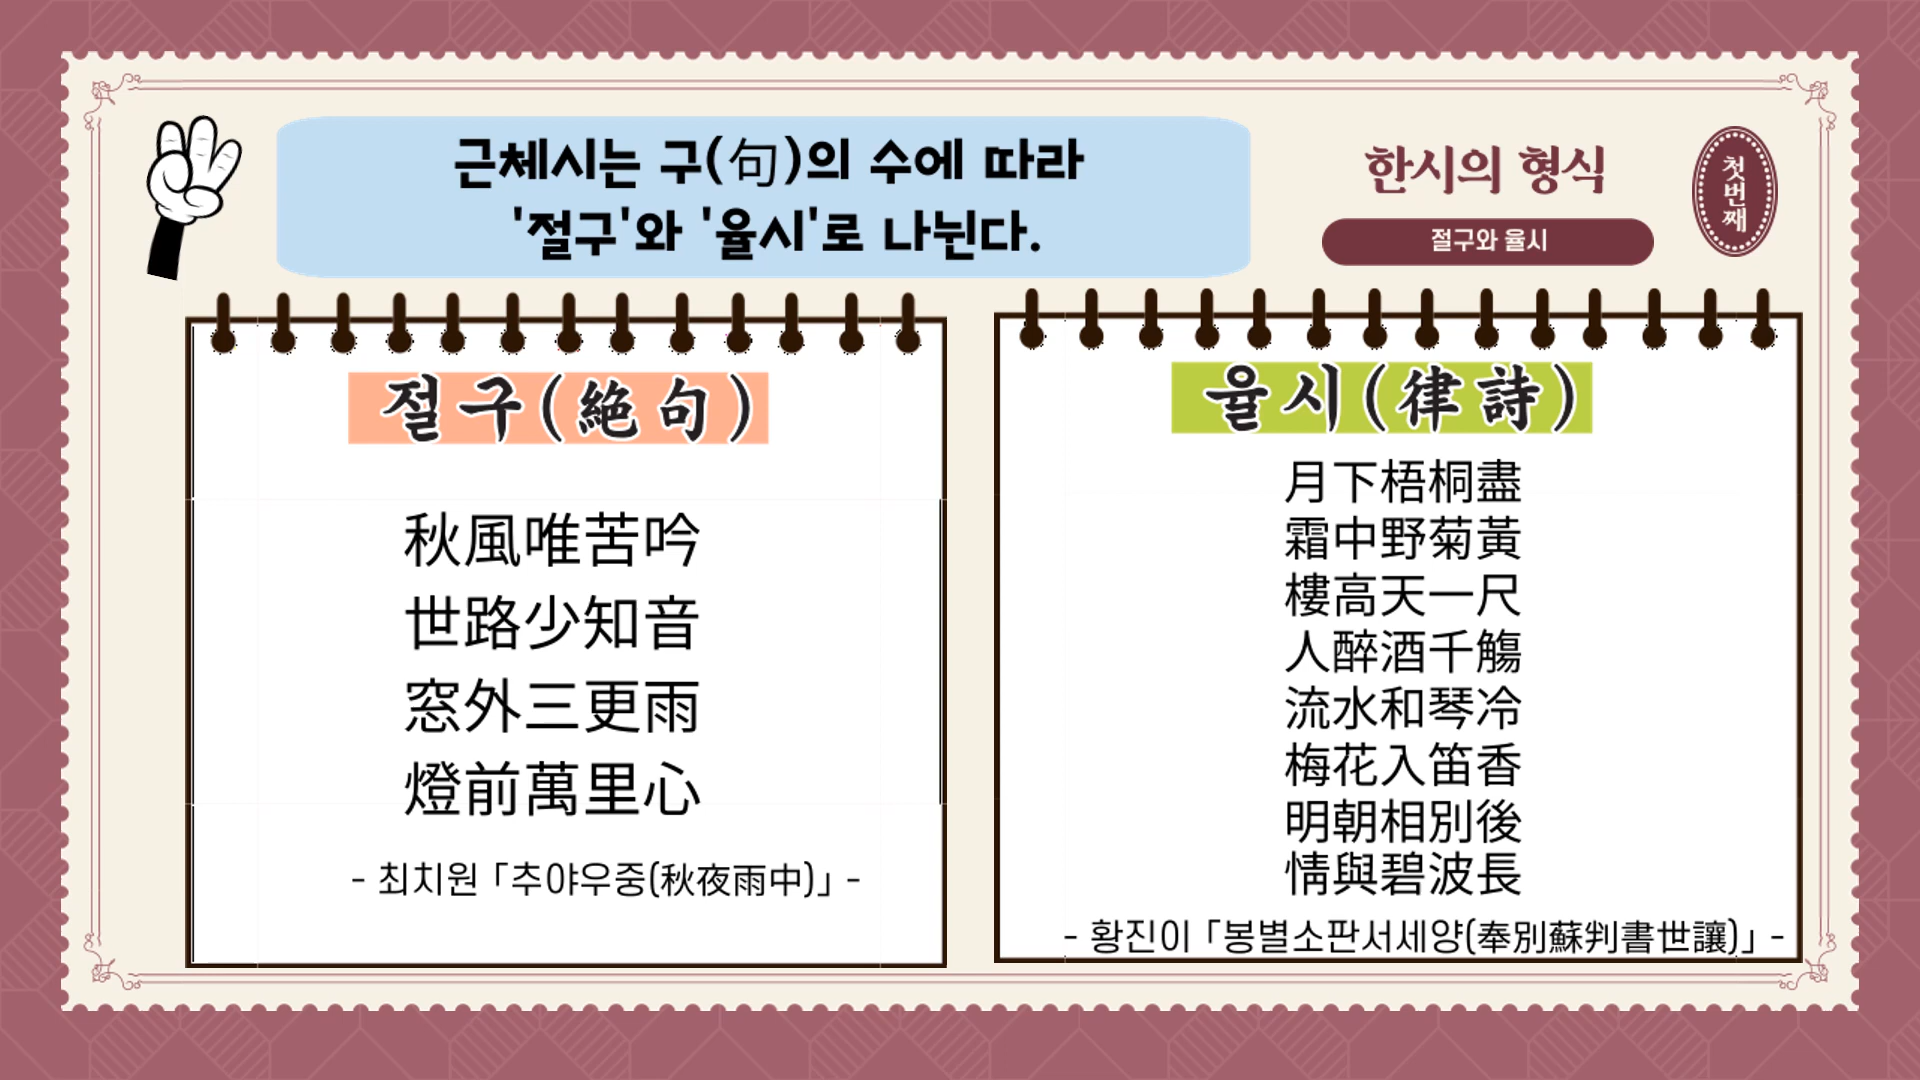 근체시는 구(句)의 수에 따라
'절구'와 '율시'로 나뉜다.
한시의 형식
절구와 율시
첫번째
절구(絶句)
秋風唯苦吟
世路少知音
窓外三更雨
燈前萬里心
- 최치원 「추야우중(秋夜雨中)」 -
율시(律詩)
月下梧桐盡
霜中野菊黃
樓高天一尺
人醉酒千觴
流水和琴冷
梅花入笛香
明朝相別後
情與碧波長
- 황진이 「봉별소판서세양(奉別蘇判書世讓)」 -